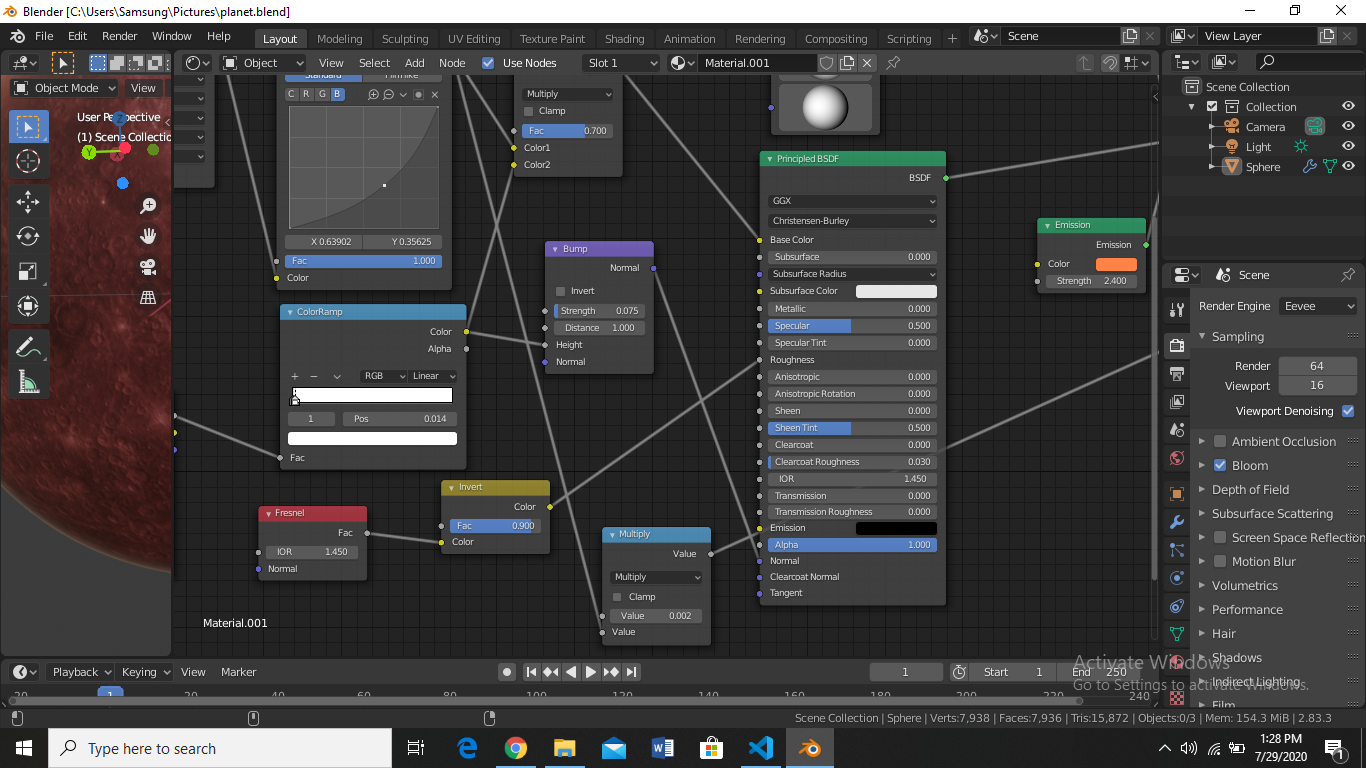 Blender [C:\Users\Samsung\Pictures\planet.blend]
File Edit Render Window Help Layout Modeling Sculpting UV Editing Texture Paint Shading Animation Rendering Compositing Scripting + Scene View Layer
Object View Select Add Node Use Nodes Slot 1 Material.001
Object Mode View
User Perspective
(1) Scene Collectio
Standard Filmlike
C R G B
X 0.63902 Y 0.35625
Fac 1.000
Color
Multiply
Clamp
Fac 0.700
Color1
Color2
ColorRamp
Color
Alpha
RGB Linear
1 Pos 0.014
Fac
Bump
Normal
Invert
Strength 0.075
Distance 1.000
Height
Normal
Fresnel
Fac
IOR 1.450
Normal
Invert
Color
Fac 0.900
Color
Multiply
Value
Multiply
Clamp
Value 0.002
Value
Principled BSDF
BSDF
GGX
Christensen-Burley
Base Color
Subsurface 0.000
Subsurface Radius
Subsurface Color
Metallic 0.000
Specular 0.500
Specular Tint 0.000
Roughness
Anisotropic 0.000
Anisotropic Rotation 0.000
Sheen 0.000
Sheen Tint 0.500
Clearcoat 0.000
Clearcoat Roughness 0.030
IOR 1.450
Transmission 0.000
Transmission Roughness 0.000
Emission
Alpha 1.000
Normal
Clearcoat Normal
Tangent
Emission
Emission
Color
Strength 2.400
Material.001
Scene Collection
Collection
Camera
Light
Sphere
Scene
Render Engine Eevee
Sampling
Render 64
Viewport 16
Viewport Denoising
Ambient Occlusion
Bloom
Depth of Field
Subsurface Scattering
Screen Space Reflection
Motion Blur
Volumetrics
Performance
Hair
Shadows
Indirect Lighting
Film
Activate Windows
Go to Settings to activate Windows.
Playback Keying View Marker 1 Start 1 End 250
-20 1 20 40 60 80 100 120 140 160 180 200 220 240
Scene Collection | Sphere | Verts:7,938 | Faces:7,936 | Tris:15,872 | Objects:0/3 | Mem: 154.3 MiB | 2.83.3
Type here to search
1:28 PM
7/29/2020
1